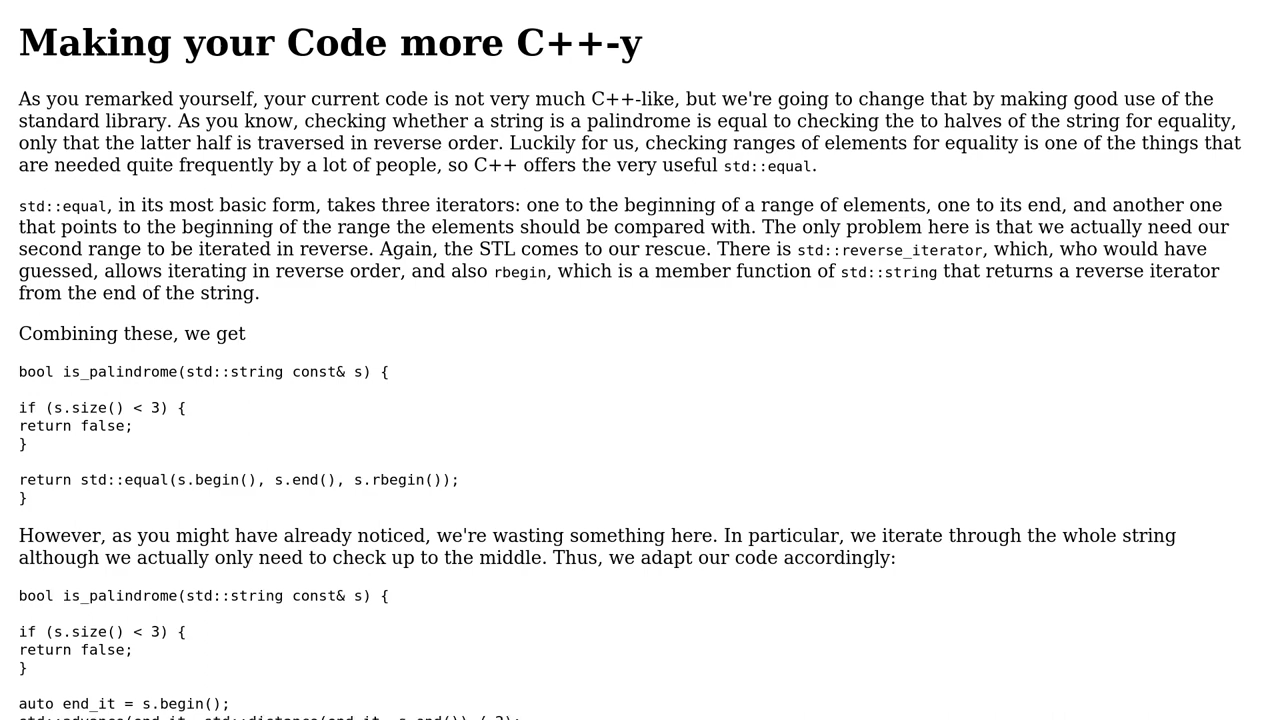 Making your Code more C++-y
As you remarked yourself, your current code is not very much C++-like, but we're going to change that by making good use of the
standard library. As you know, checking whether a string is a palindrome is equal to checking the to halves of the string for equality,
only that the latter half is traversed in reverse order. Luckily for us, checking ranges of elements for equality is one of the things that
are needed quite frequently by a lot of people, so C++ offers the very useful std::equal.
std::equal, in its most basic form, takes three iterators: one to the beginning of a range of elements, one to its end, and another one
that points to the beginning of the range the elements should be compared with. The only problem here is that we actually need our
second range to be iterated in reverse. Again, the STL comes to our rescue. There is std::reverse_iterator, which, who would have
guessed, allows iterating in reverse order, and also rbegin, which is a member function of std::string that returns a reverse iterator
from the end of the string.
Combining these, we get
bool is_palindrome(std::string const& s) {
if (s.size() < 3) {
return false;
}
return std::equal(s.begin(), s.end(), s.rbegin());
}
However, as you might have already noticed, we're wasting something here. In particular, we iterate through the whole string
although we actually only need to check up to the middle. Thus, we adapt our code accordingly:
bool is_palindrome(std::string const& s) {
if (s.size() < 3) {
return false;
}
auto end_it = s.begin();
std::advance(end_it, std::distance(end_it, s.end()) / 2);